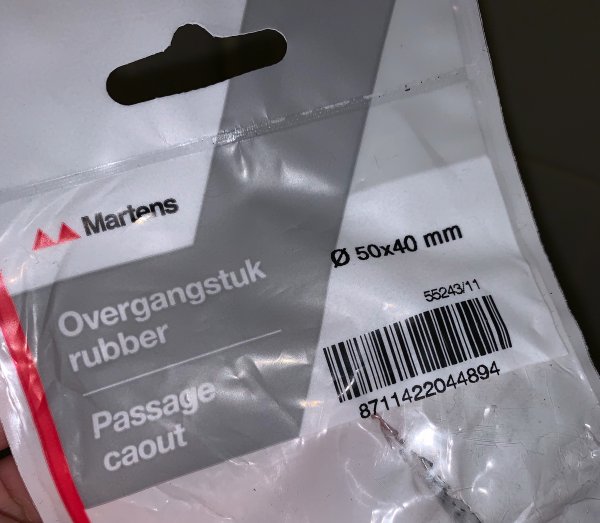 Martens
Overgangstuk
rubber
Passage
caout
Ø 50x40 mm
55243/11
8711422044894